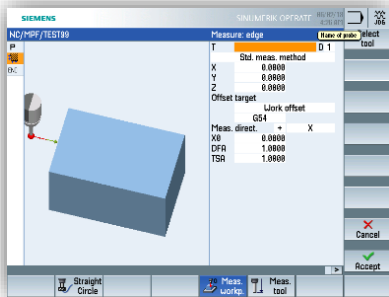 SIEMENS
SINUMERIK OPERATE
JOG
NC/MPF/TEST99
Measure: edge
Name of probe
Select
tool
T D 1
Std. meas. method
X 0.0000
Y 0.0000
Z 0.0000
Offset target
Work offset
G54
Meas. direct. + X
X0 0.0000
DFA 1.0000
TSA 1.0000
Cancel
Accept
Straight
Circle
Meas.
workp.
Meas.
tool